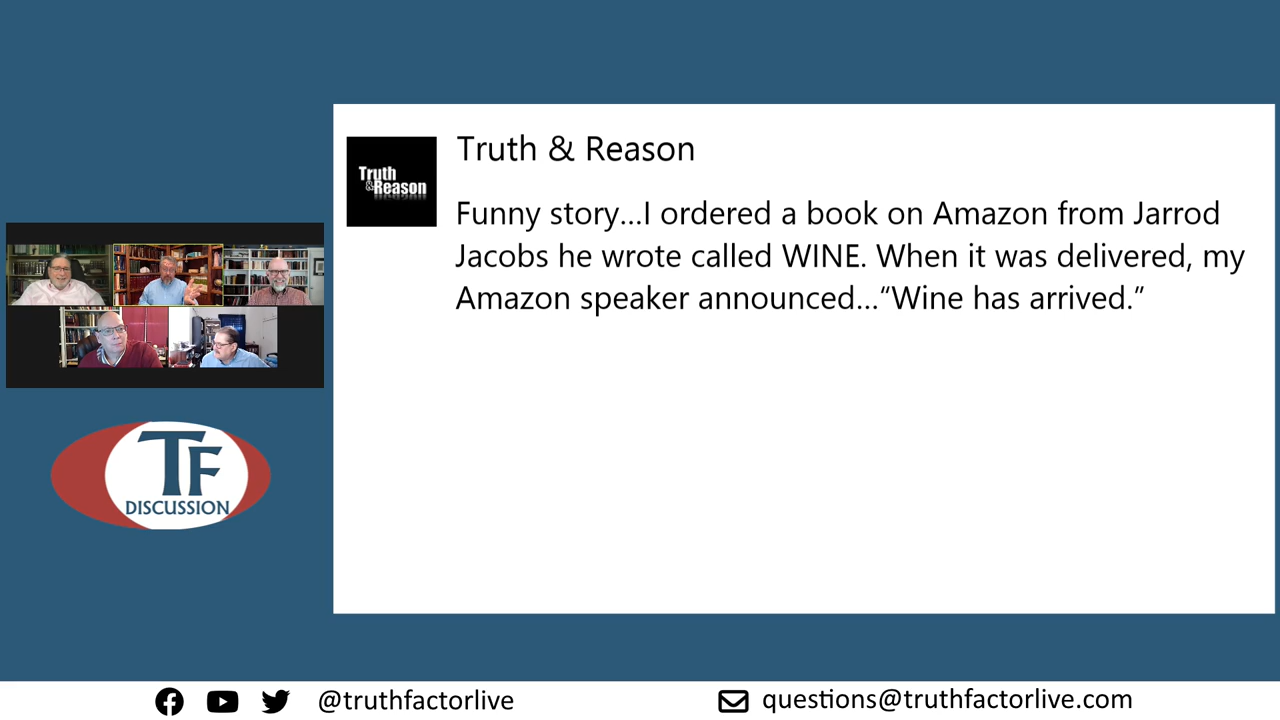 Truth
&Reason
Truth & Reason
Funny story...I ordered a book on Amazon from Jarrod
Jacobs he wrote called WINE. When it was delivered, my
Amazon speaker announced...“Wine has arrived.”
TF
DISCUSSION
@truthfactorlive
questions@truthfactorlive.com